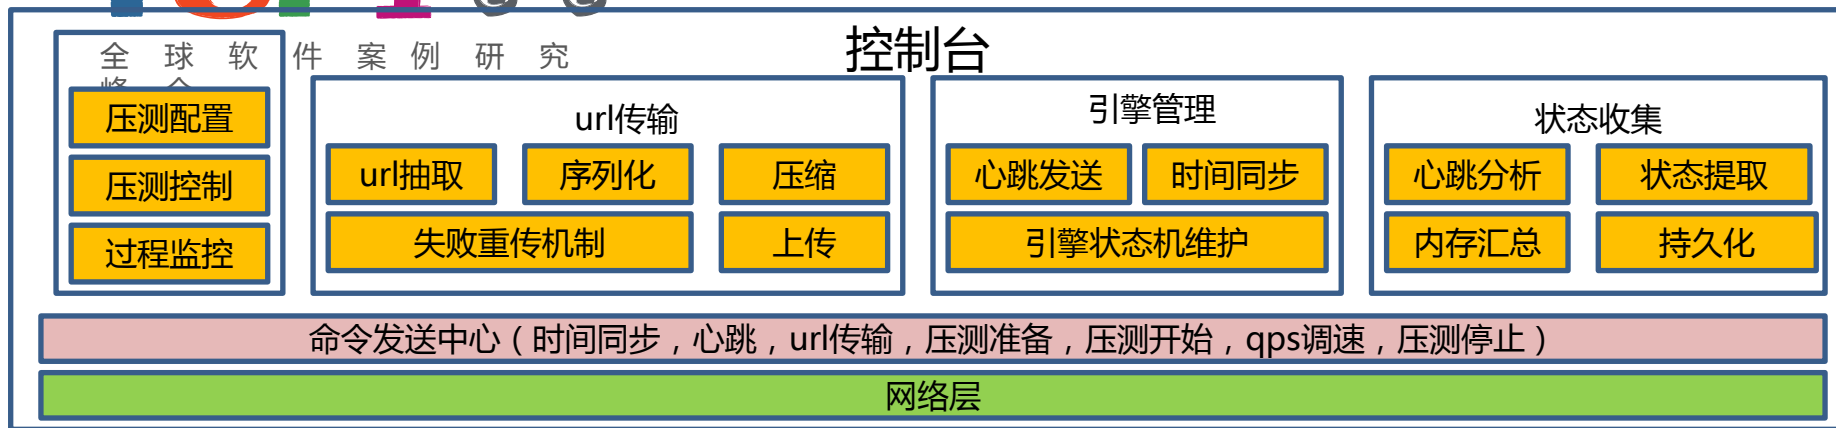 控制台
全球软件案例研究
峰会
压测配置
压测控制
过程监控
url传输
url抽取 序列化 压缩
失败重传机制 上传
引擎管理
心跳发送 时间同步
引擎状态机维护
状态收集
心跳分析 状态提取
内存汇总 持久化
命令发送中心（时间同步，心跳，url传输，压测准备，压测开始，qps调速，压测停止）
网络层